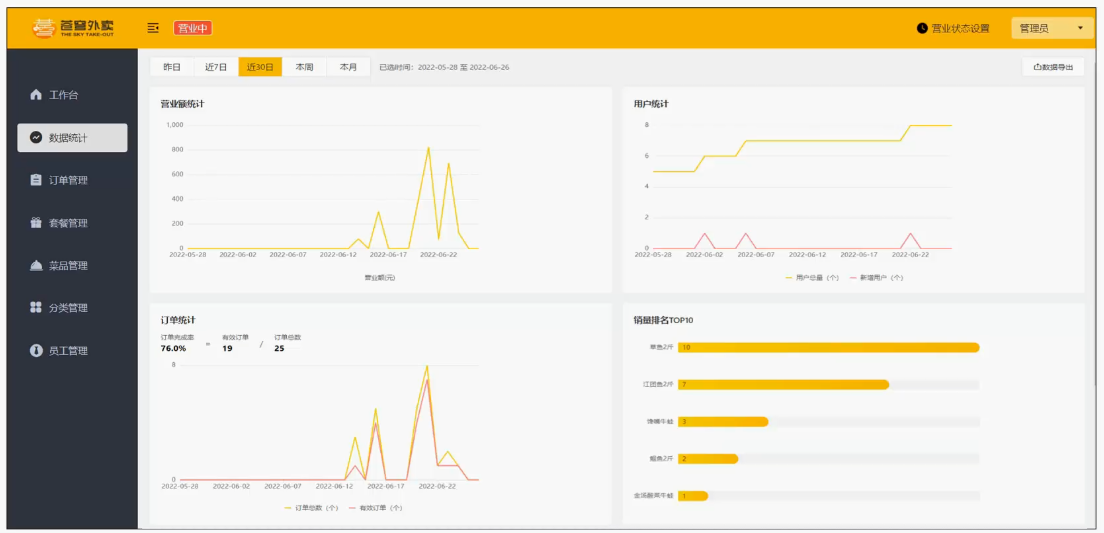 苍穹外卖
THE SKY TAKE-OUT
营业中
营业状态设置
管理员
工作台
数据统计
订单管理
套餐管理
菜品管理
分类管理
员工管理
昨日 近7日 近30日 本周 本月 已选时间：2022-05-28 至 2022-06-26
数据导出
营业额统计
1,000
800
600
400
200
0
2022-05-28 2022-06-02 2022-06-07 2022-06-12 2022-06-17 2022-06-22
营业额(元)
用户统计
8
6
4
2
0
2022-05-28 2022-06-02 2022-06-07 2022-06-12 2022-06-17 2022-06-22
用户总量（个） 新增用户（个）
订单统计
订单完成率 有效订单 订单总数
76.0% = 19 / 25
8
0
2022-05-28 2022-06-02 2022-06-07 2022-06-12 2022-06-17 2022-06-22
订单总数（个） 有效订单（个）
销量排名TOP10
草鱼2斤 10
江团鱼2斤 7
馋嘴牛蛙 3
鮰鱼2斤 2
金汤酸菜牛蛙 1